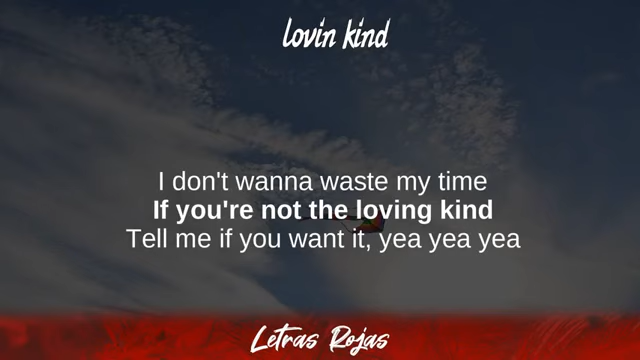 lovin kind
I don't wanna waste my time
If you're not the loving kind
Tell me if you want it, yea yea yea
Letras Rojas